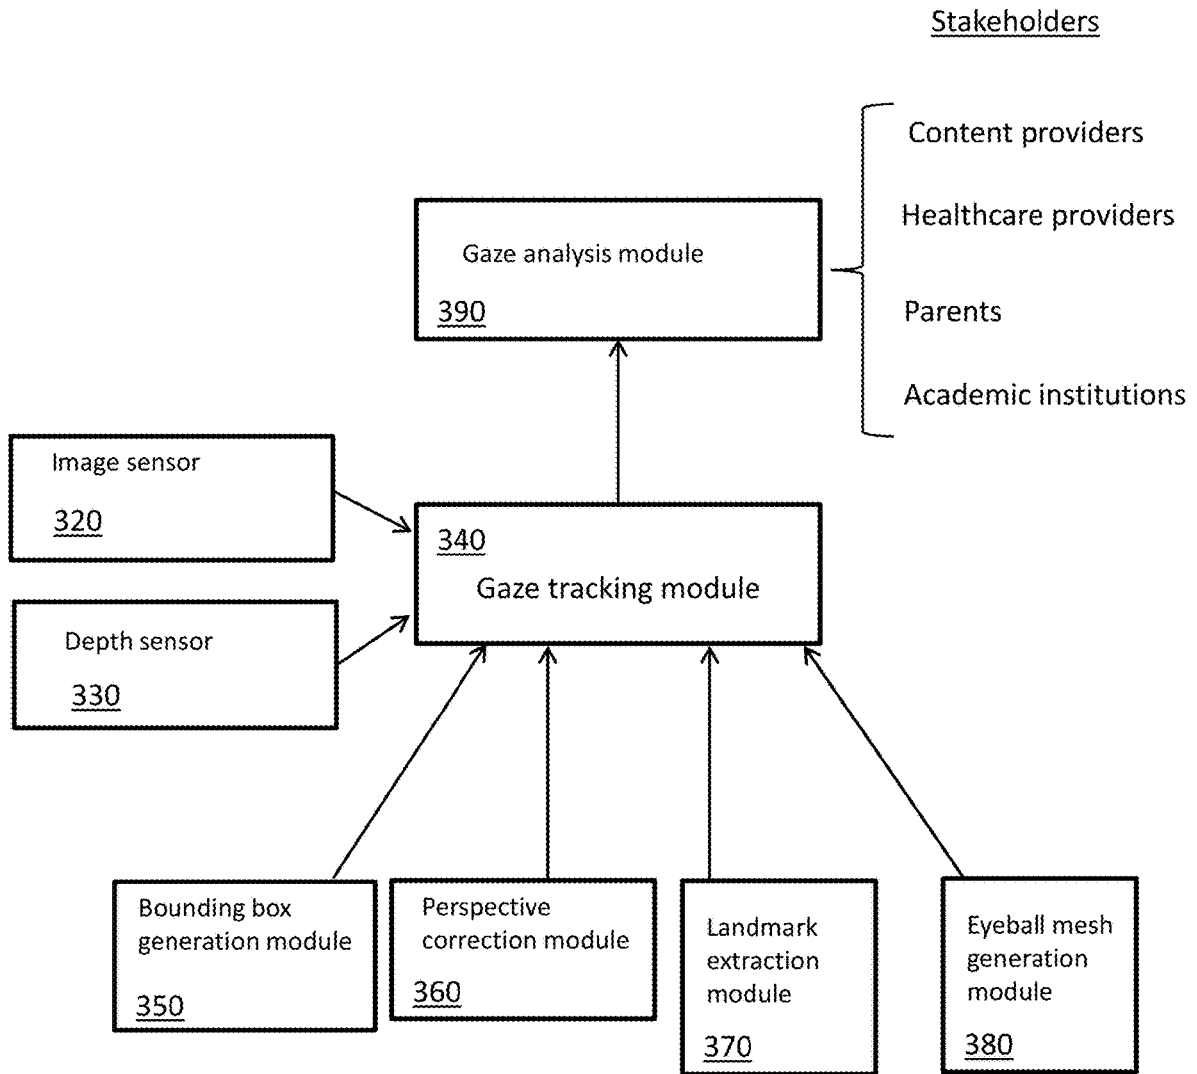 Stakeholders
Content providers
Healthcare providers
Parents
Academic institutions
Gaze analysis module
390
Image sensor
320
Depth sensor
330
340
Gaze tracking module
Bounding box
generation module
350
Perspective
correction module
360
Landmark
extraction
module
370
Eyeball mesh
generation
module
380